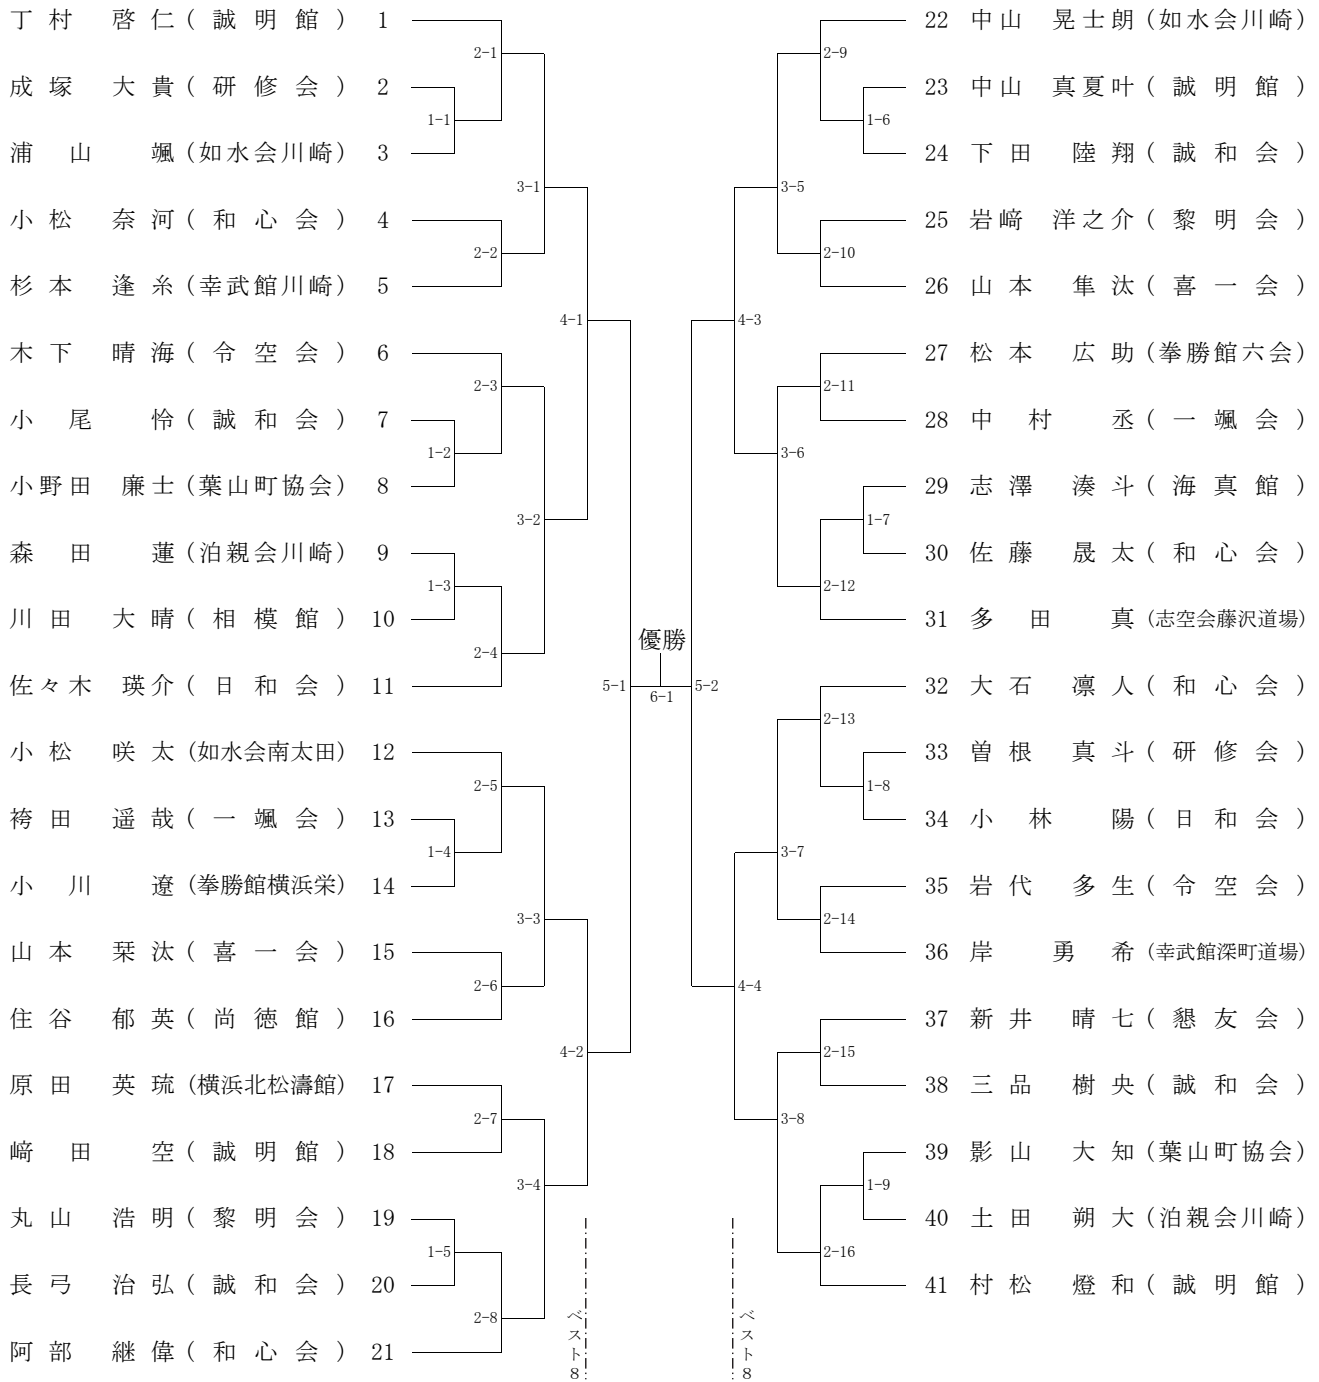 丁村 啓仁(誠明館) 1
2-1
成塚 大貴(研修会) 2
1-1
浦山 颯(如水会川崎) 3
3-1
小松 奈河(和心会) 4
2-2
杉本 逢糸(幸武館川崎) 5
4-1
木下 晴海(令空会) 6
2-3
小尾 怜(誠和会) 7
1-2
小野田 廉士(葉山町協会) 8
3-2
森田 蓮(泊親会川崎) 9
1-3
川田 大晴(相模館) 10
2-4
佐々木 瑛介(日和会) 11
5-1
小松 咲太(如水会南太田) 12
2-5
袴田 遥哉(一颯会) 13
1-4
小川 遼(拳勝館横浜栄) 14
3-3
山本 栞汰(喜一会) 15
2-6
住谷 郁英(尚徳館) 16
4-2
原田 英琉(横浜北松濤館) 17
2-7
﨑田 空(誠明館) 18
3-4
丸山 浩明(黎明会) 19
1-5
長弓 治弘(誠和会) 20
2-8
阿部 継偉(和心会) 21
ベスト8
優勝
6-1
22 中山 晃士朗(如水会川崎)
2-9
23 中山 真夏叶(誠明館)
1-6
24 下田 陸翔(誠和会)
3-5
25 岩﨑 洋之介(黎明会)
2-10
26 山本 隼汰(喜一会)
4-3
27 松本 広助(拳勝館六会)
2-11
28 中村 丞(一颯会)
3-6
29 志澤 湊斗(海真館)
1-7
30 佐藤 晟太(和心会)
2-12
31 多田 真(志空会藤沢道場)
5-2
32 大石 凛人(和心会)
2-13
33 曽根 真斗(研修会)
1-8
34 小林 陽(日和会)
3-7
35 岩代 多生(令空会)
2-14
36 岸 勇希(幸武館深町道場)
4-4
37 新井 晴七(懇友会)
2-15
38 三品 樹央(誠和会)
3-8
39 影山 大知(葉山町協会)
1-9
40 土田 朔大(泊親会川崎)
2-16
41 村松 燈和(誠明館)
ベスト8